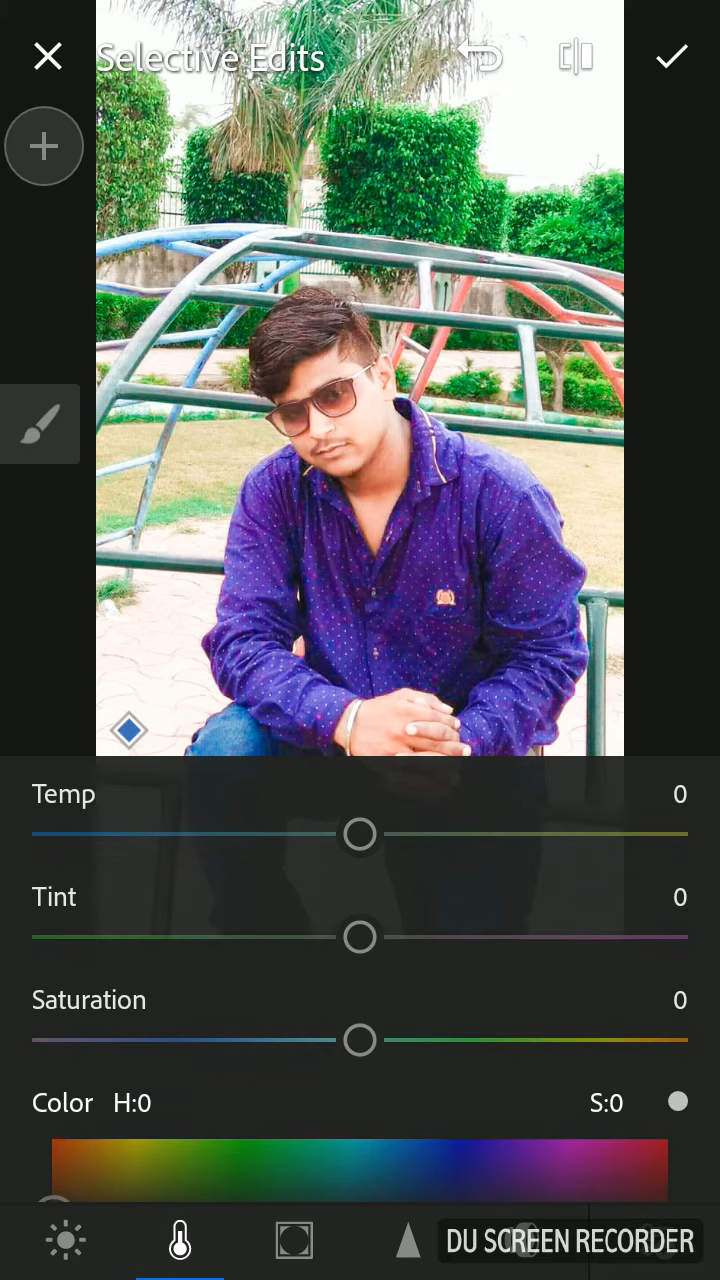 Selective Edits
Temp 0
Tint 0
Saturation 0
Color H:0 S:0
DU SCREEN RECORDER